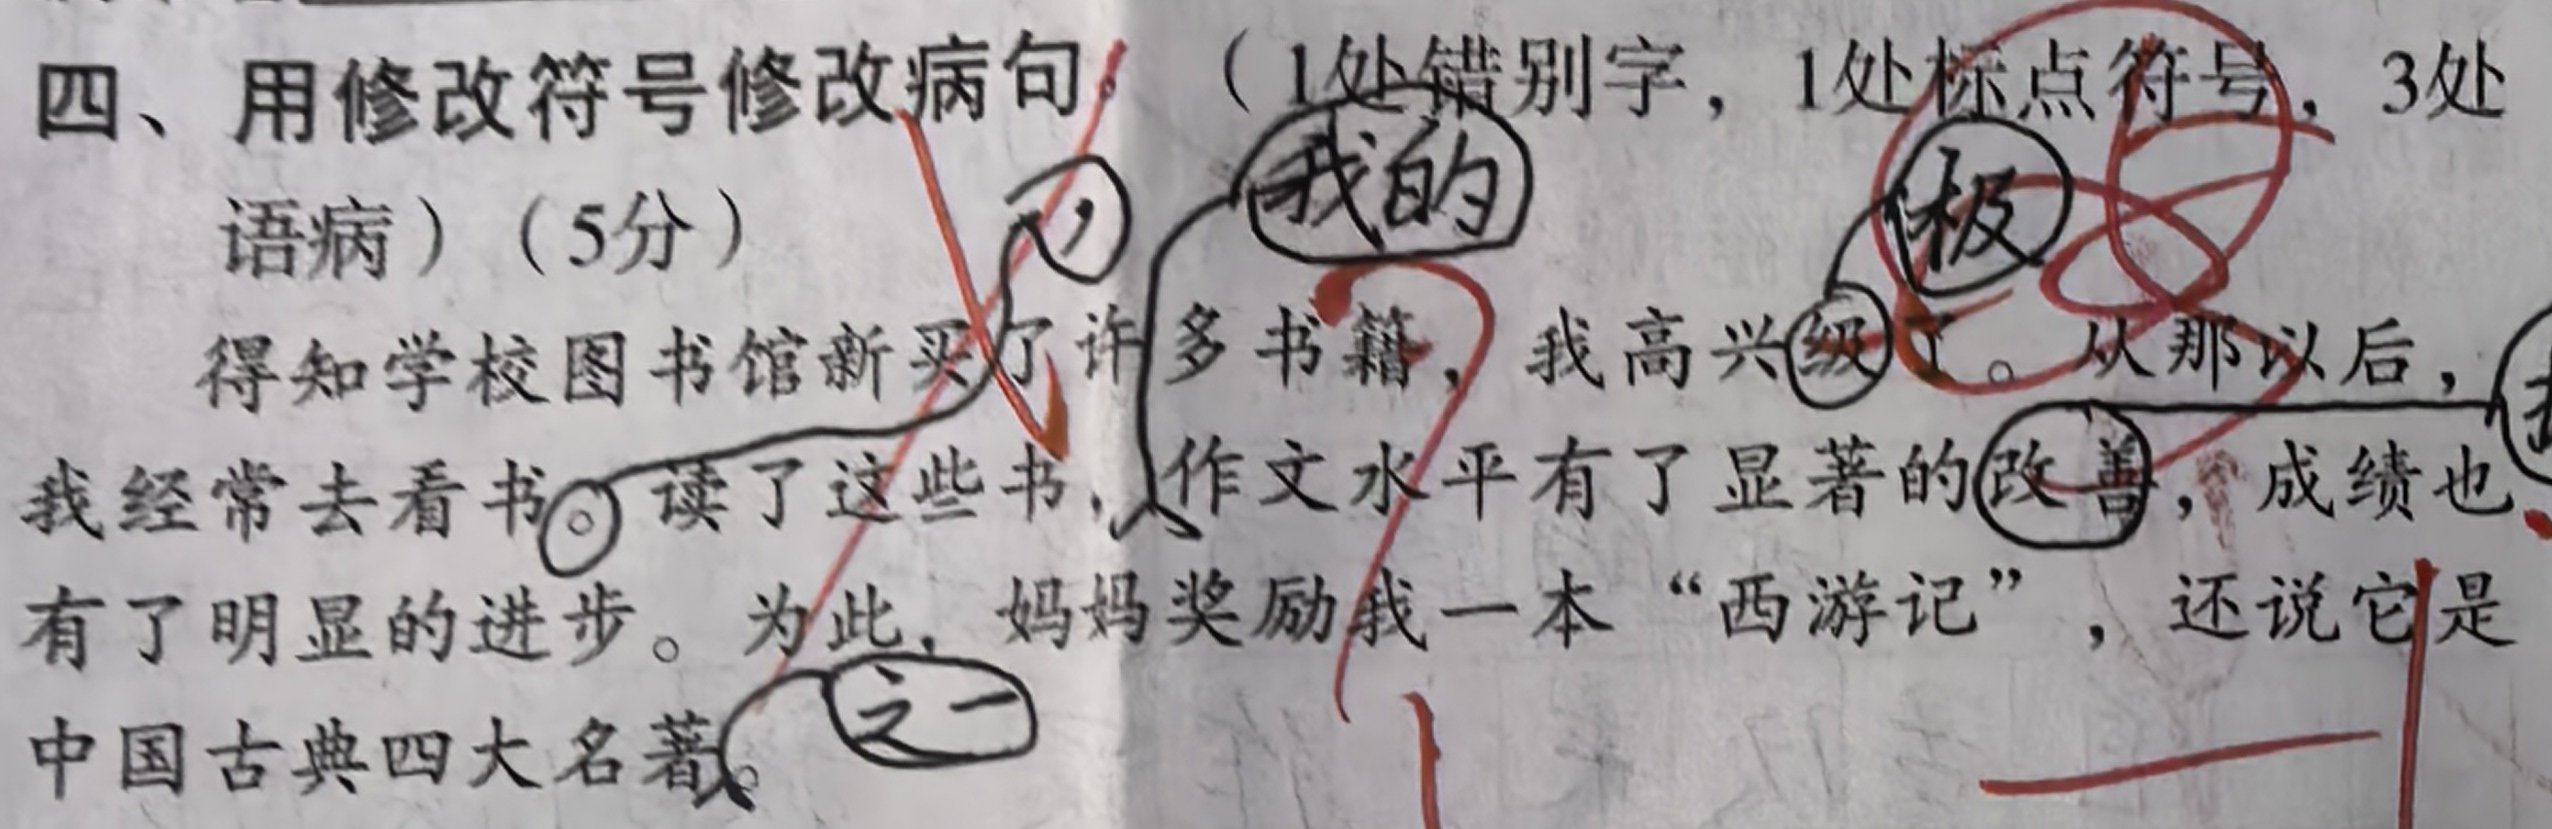 四、用修改符号修改病句。（1处错别字，1处标点符号，3处
语病）（5分）
，
我的
极
得知学校图书馆新买了许多书籍，我高兴级了。从那以后，
我经常去看书。读了这些书，作文水平有了显著的改善，成绩也
有了明显的进步。为此，妈妈奖励我一本“西游记”，还说它是
之一
中国古典四大名著。